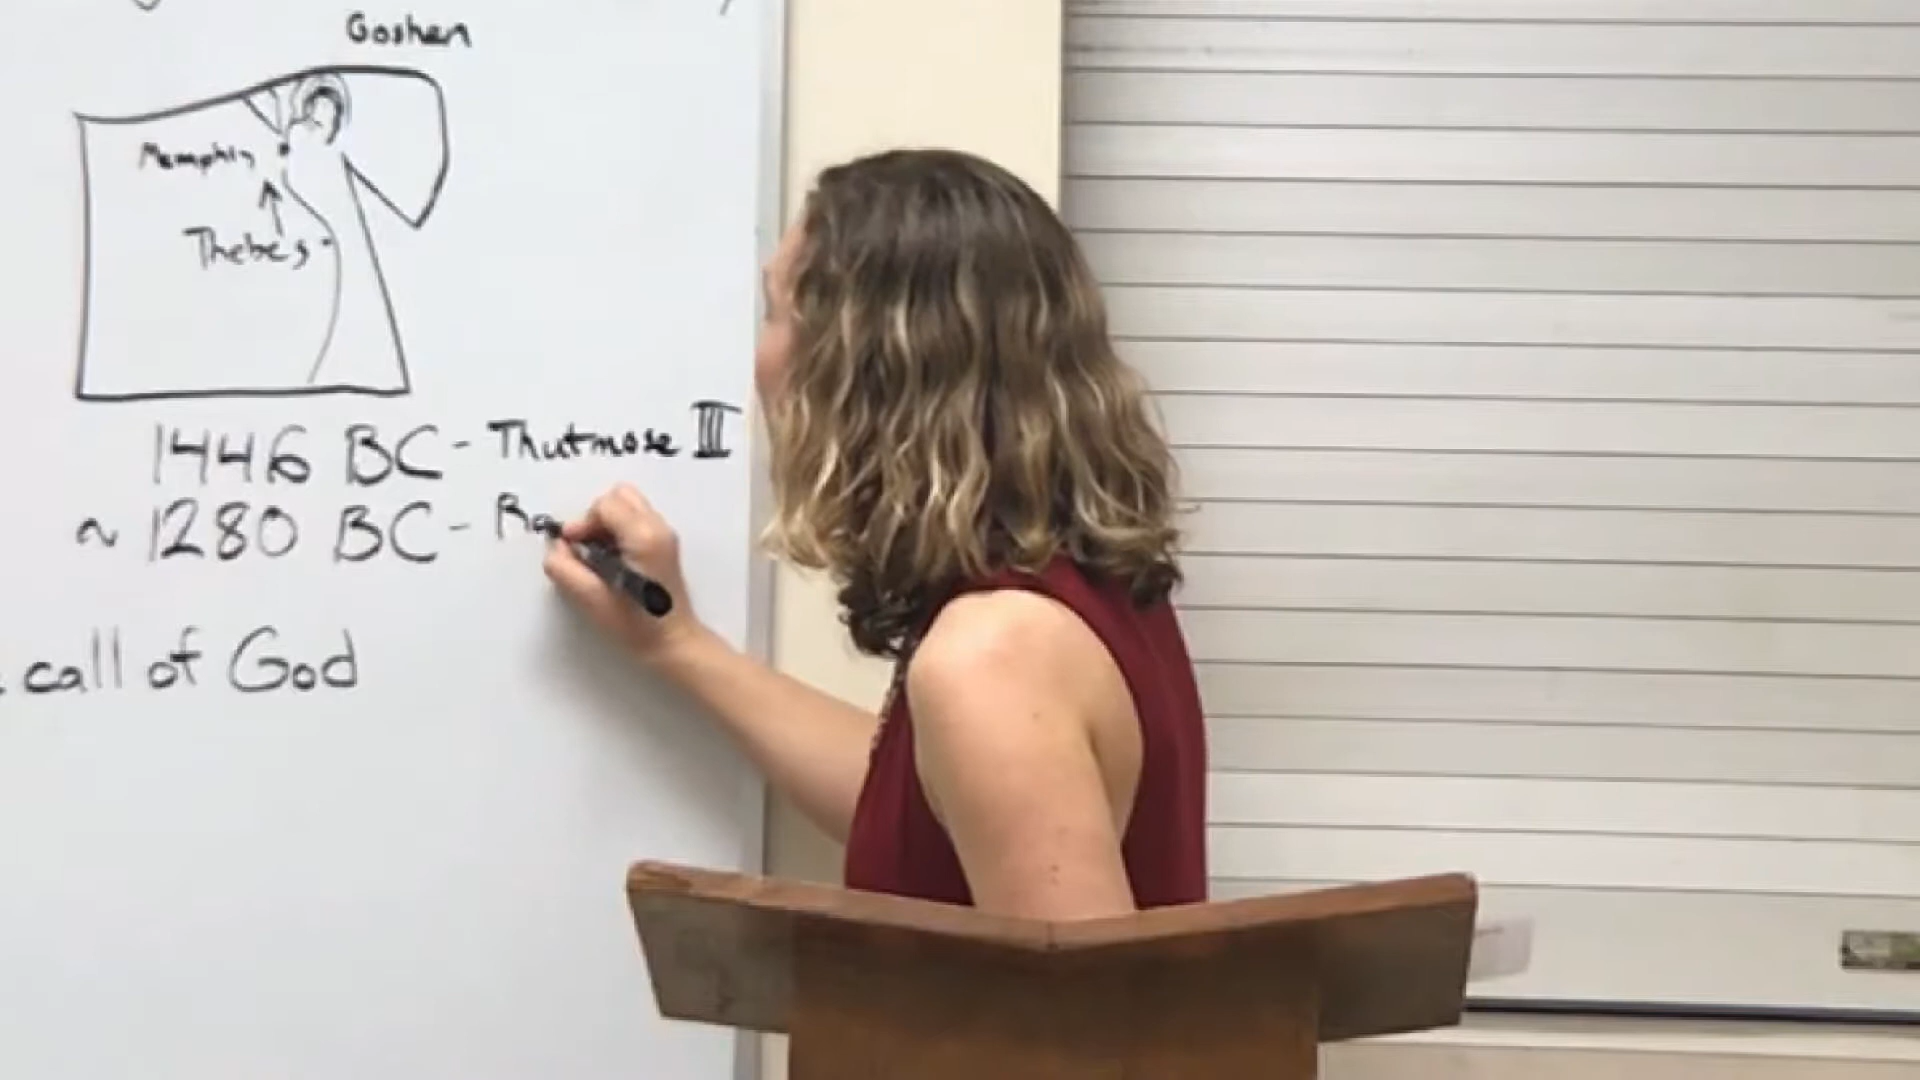 Goshen
Memphis
Thebes
1446 BC - Thutmose III
~ 1280 BC - Ra
call of God